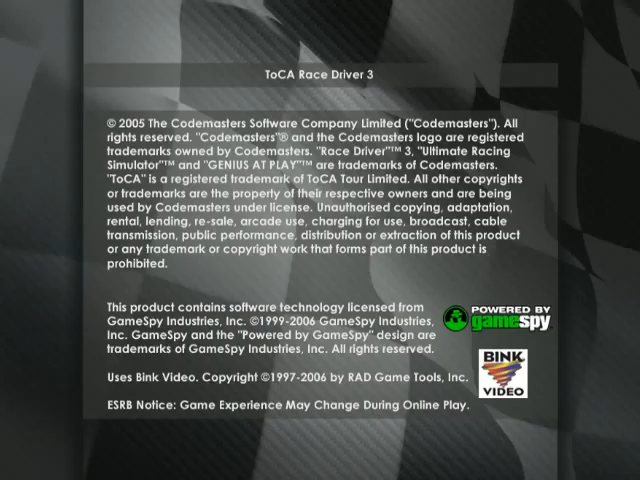 ToCA Race Driver 3
© 2005 The Codemasters Software Company Limited ("Codemasters"). All
rights reserved. "Codemasters"® and the Codemasters logo are registered
trademarks owned by Codemasters. "Race Driver"™ 3, "Ultimate Racing
Simulator"™ and "GENIUS AT PLAY"™ are trademarks of Codemasters.
"ToCA" is a registered trademark of ToCA Tour Limited. All other copyrights
or trademarks are the property of their respective owners and are being
used by Codemasters under license. Unauthorised copying, adaptation,
rental, lending, re-sale, arcade use, charging for use, broadcast, cable
transmission, public performance, distribution or extraction of this product
or any trademark or copyright work that forms part of this product is
prohibited.
This product contains software technology licensed from
GameSpy Industries, Inc. ©1999-2006 GameSpy Industries,
Inc. GameSpy and the "Powered by GameSpy" design are
trademarks of GameSpy Industries, Inc. All rights reserved.
POWERED BY
gamespy
Uses Bink Video. Copyright ©1997-2006 by RAD Game Tools, Inc.
BINK
VIDEO
ESRB Notice: Game Experience May Change During Online Play.